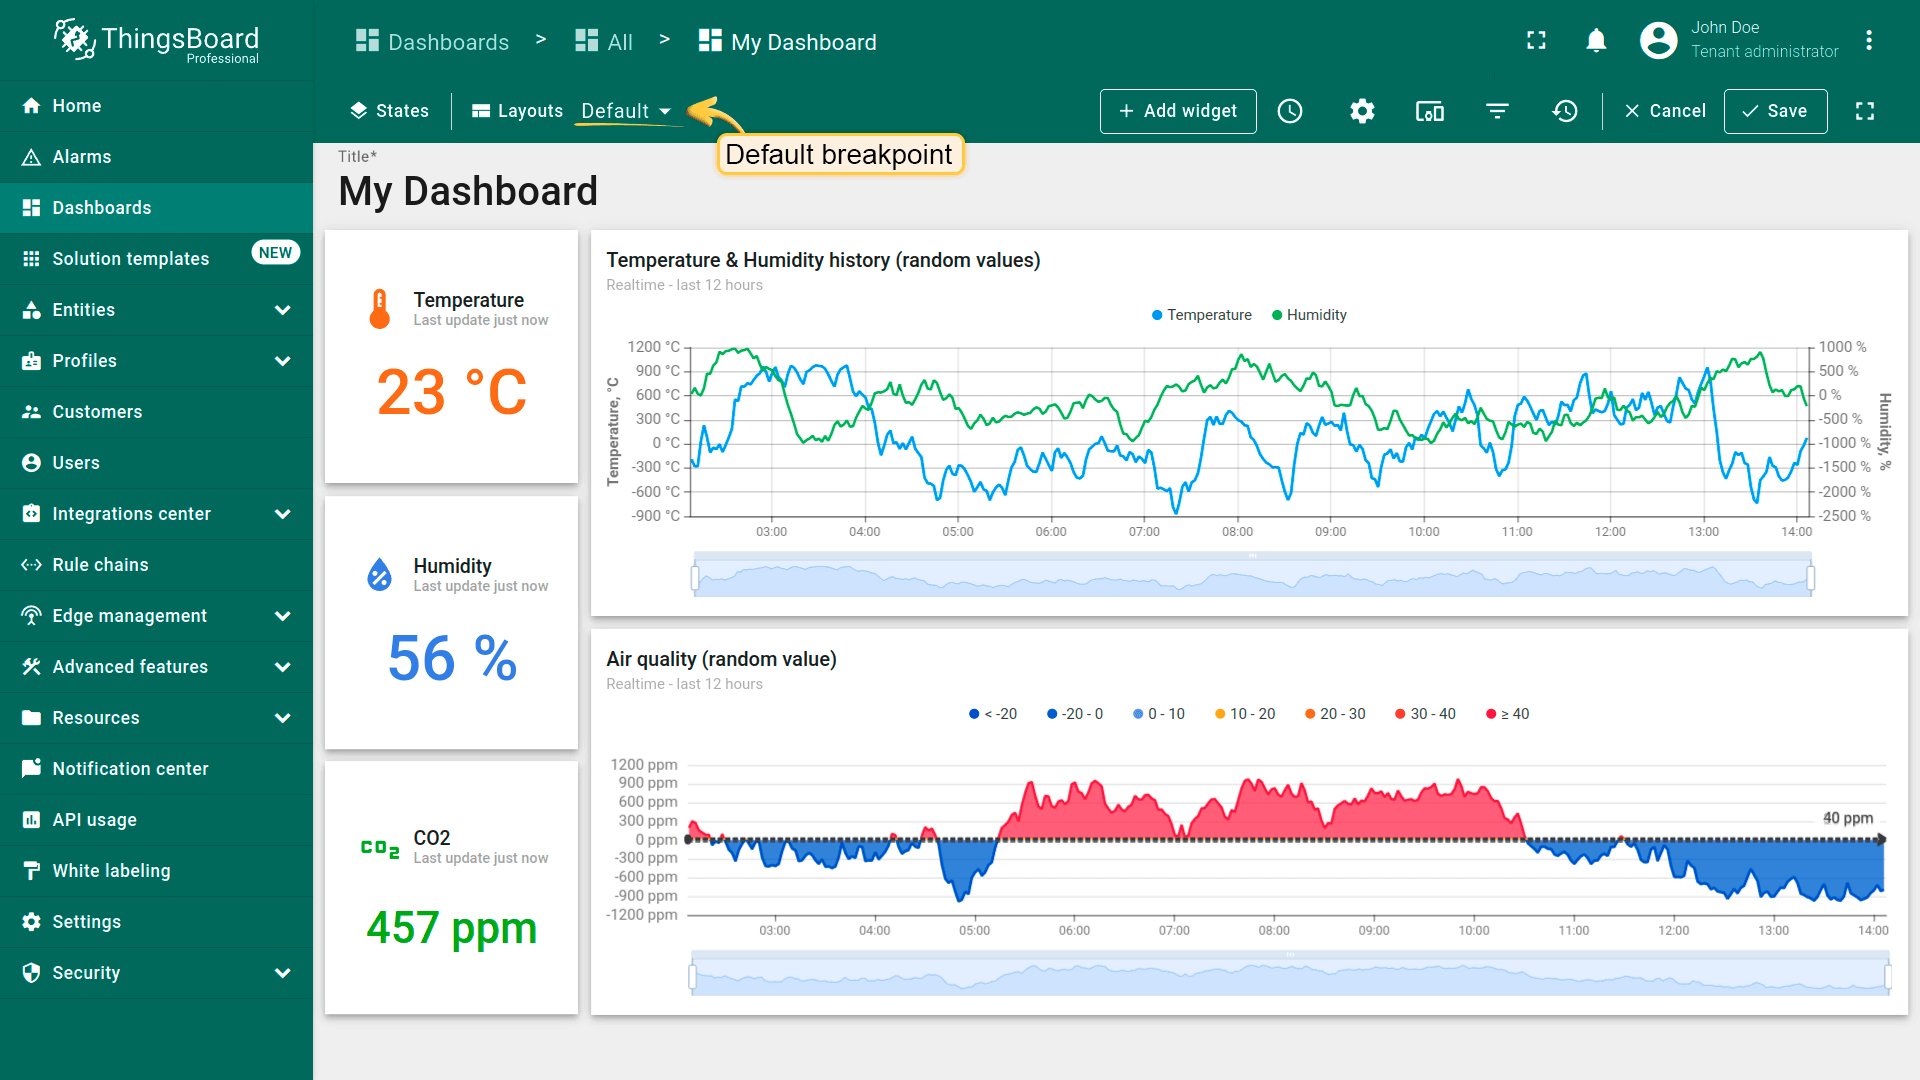 ThingsBoard
Professional
Dashboards > All > My Dashboard
John Doe
Tenant administrator
Home
Alarms
Dashboards
Solution templates NEW
Entities
Profiles
Customers
Users
Integrations center
Rule chains
Edge management
Advanced features
Resources
Notification center
API usage
White labeling
Settings
Security
States
Layouts
Default
+ Add widget
Cancel
Save
Default breakpoint
Title*
My Dashboard
Temperature
Last update just now
23 °C
Humidity
Last update just now
56 %
CO2
CO2
Last update just now
457 ppm
Temperature & Humidity history (random values)
Realtime - last 12 hours
Temperature Humidity
Temperature, °C
1200 °C
900 °C
600 °C
300 °C
0 °C
-300 °C
-600 °C
-900 °C
1000 %
500 %
0 %
-500 %
-1000 %
-1500 %
-2000 %
-2500 %
Humidity, %
03:00 04:00 05:00 06:00 07:00 08:00 09:00 10:00 11:00 12:00 13:00 14:00
Air quality (random value)
Realtime - last 12 hours
< -20 -20 - 0 0 - 10 10 - 20 20 - 30 30 - 40 ≥ 40
1200 ppm
900 ppm
600 ppm
300 ppm
0 ppm
-300 ppm
-600 ppm
-900 ppm
-1200 ppm
40 ppm
03:00 04:00 05:00 06:00 07:00 08:00 09:00 10:00 11:00 12:00 13:00 14:00